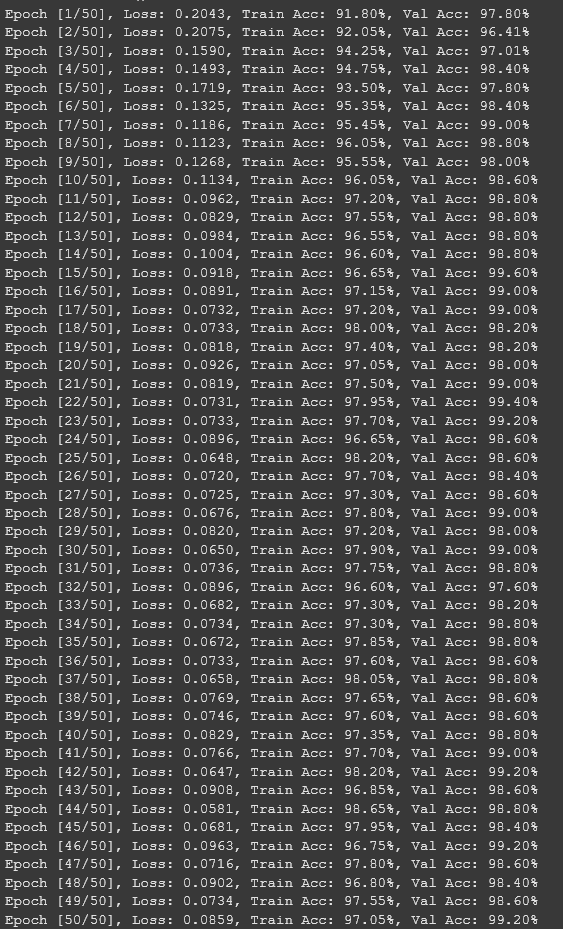 Epoch [1/50], Loss: 0.2043, Train Acc: 91.80%, Val Acc: 97.80%
Epoch [2/50], Loss: 0.2075, Train Acc: 92.05%, Val Acc: 96.41%
Epoch [3/50], Loss: 0.1590, Train Acc: 94.25%, Val Acc: 97.01%
Epoch [4/50], Loss: 0.1493, Train Acc: 94.75%, Val Acc: 98.40%
Epoch [5/50], Loss: 0.1719, Train Acc: 93.50%, Val Acc: 97.80%
Epoch [6/50], Loss: 0.1325, Train Acc: 95.35%, Val Acc: 98.40%
Epoch [7/50], Loss: 0.1186, Train Acc: 95.45%, Val Acc: 99.00%
Epoch [8/50], Loss: 0.1123, Train Acc: 96.05%, Val Acc: 98.80%
Epoch [9/50], Loss: 0.1268, Train Acc: 95.55%, Val Acc: 98.00%
Epoch [10/50], Loss: 0.1134, Train Acc: 96.05%, Val Acc: 98.60%
Epoch [11/50], Loss: 0.0962, Train Acc: 97.20%, Val Acc: 98.80%
Epoch [12/50], Loss: 0.0829, Train Acc: 97.55%, Val Acc: 98.80%
Epoch [13/50], Loss: 0.0984, Train Acc: 96.55%, Val Acc: 98.80%
Epoch [14/50], Loss: 0.1004, Train Acc: 96.60%, Val Acc: 98.80%
Epoch [15/50], Loss: 0.0918, Train Acc: 96.65%, Val Acc: 99.60%
Epoch [16/50], Loss: 0.0891, Train Acc: 97.15%, Val Acc: 99.00%
Epoch [17/50], Loss: 0.0732, Train Acc: 97.20%, Val Acc: 99.00%
Epoch [18/50], Loss: 0.0733, Train Acc: 98.00%, Val Acc: 98.20%
Epoch [19/50], Loss: 0.0818, Train Acc: 97.40%, Val Acc: 98.20%
Epoch [20/50], Loss: 0.0926, Train Acc: 97.05%, Val Acc: 98.00%
Epoch [21/50], Loss: 0.0819, Train Acc: 97.50%, Val Acc: 99.00%
Epoch [22/50], Loss: 0.0731, Train Acc: 97.95%, Val Acc: 99.40%
Epoch [23/50], Loss: 0.0733, Train Acc: 97.70%, Val Acc: 99.20%
Epoch [24/50], Loss: 0.0896, Train Acc: 96.65%, Val Acc: 98.60%
Epoch [25/50], Loss: 0.0648, Train Acc: 98.20%, Val Acc: 98.60%
Epoch [26/50], Loss: 0.0720, Train Acc: 97.70%, Val Acc: 98.40%
Epoch [27/50], Loss: 0.0725, Train Acc: 97.30%, Val Acc: 98.60%
Epoch [28/50], Loss: 0.0676, Train Acc: 97.80%, Val Acc: 99.00%
Epoch [29/50], Loss: 0.0820, Train Acc: 97.20%, Val Acc: 98.00%
Epoch [30/50], Loss: 0.0650, Train Acc: 97.90%, Val Acc: 99.00%
Epoch [31/50], Loss: 0.0736, Train Acc: 97.75%, Val Acc: 98.80%
Epoch [32/50], Loss: 0.0896, Train Acc: 96.60%, Val Acc: 97.60%
Epoch [33/50], Loss: 0.0682, Train Acc: 97.30%, Val Acc: 98.20%
Epoch [34/50], Loss: 0.0734, Train Acc: 97.30%, Val Acc: 98.80%
Epoch [35/50], Loss: 0.0672, Train Acc: 97.85%, Val Acc: 98.80%
Epoch [36/50], Loss: 0.0733, Train Acc: 97.60%, Val Acc: 98.60%
Epoch [37/50], Loss: 0.0658, Train Acc: 98.05%, Val Acc: 98.80%
Epoch [38/50], Loss: 0.0769, Train Acc: 97.65%, Val Acc: 98.60%
Epoch [39/50], Loss: 0.0746, Train Acc: 97.60%, Val Acc: 98.60%
Epoch [40/50], Loss: 0.0829, Train Acc: 97.35%, Val Acc: 98.80%
Epoch [41/50], Loss: 0.0766, Train Acc: 97.70%, Val Acc: 99.00%
Epoch [42/50], Loss: 0.0647, Train Acc: 98.20%, Val Acc: 99.20%
Epoch [43/50], Loss: 0.0908, Train Acc: 96.85%, Val Acc: 98.60%
Epoch [44/50], Loss: 0.0581, Train Acc: 98.65%, Val Acc: 98.80%
Epoch [45/50], Loss: 0.0681, Train Acc: 97.95%, Val Acc: 98.40%
Epoch [46/50], Loss: 0.0963, Train Acc: 96.75%, Val Acc: 99.20%
Epoch [47/50], Loss: 0.0716, Train Acc: 97.80%, Val Acc: 98.60%
Epoch [48/50], Loss: 0.0902, Train Acc: 96.80%, Val Acc: 98.40%
Epoch [49/50], Loss: 0.0734, Train Acc: 97.55%, Val Acc: 98.60%
Epoch [50/50], Loss: 0.0859, Train Acc: 97.05%, Val Acc: 99.20%